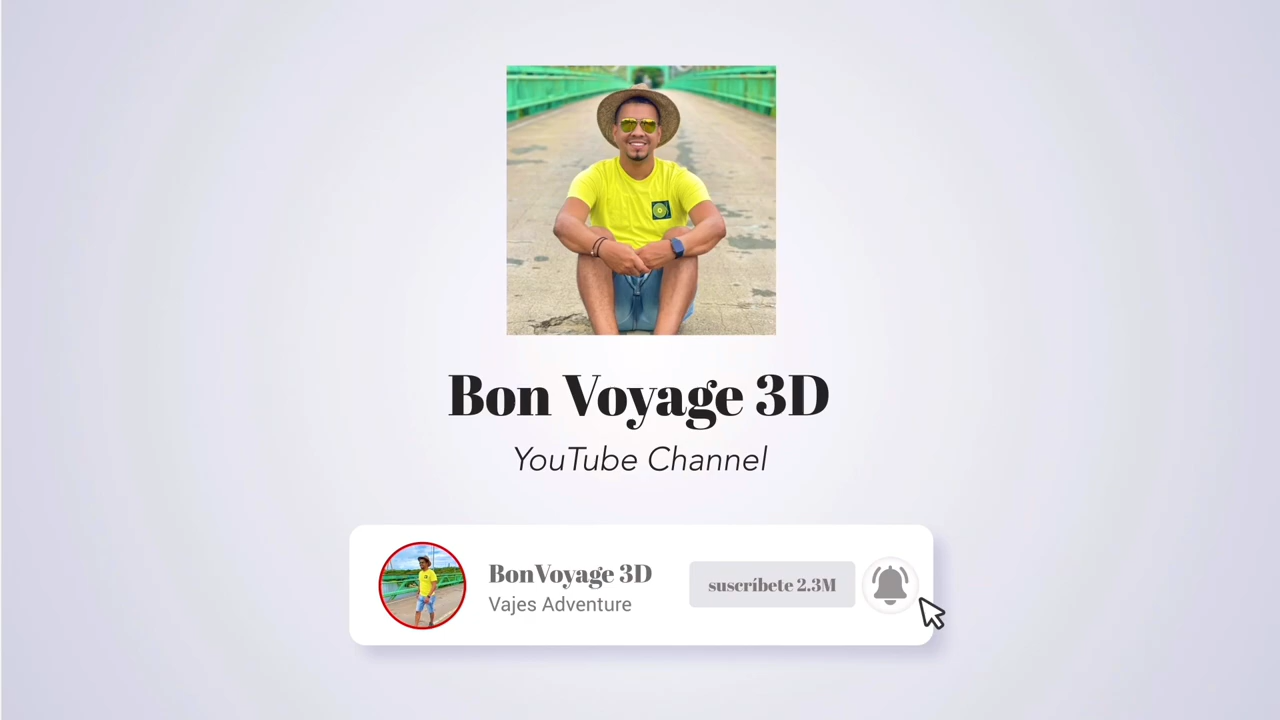 Bon Voyage 3D
YouTube Channel
BonVoyage 3D
Vajes Adventure
suscríbete 2.3M